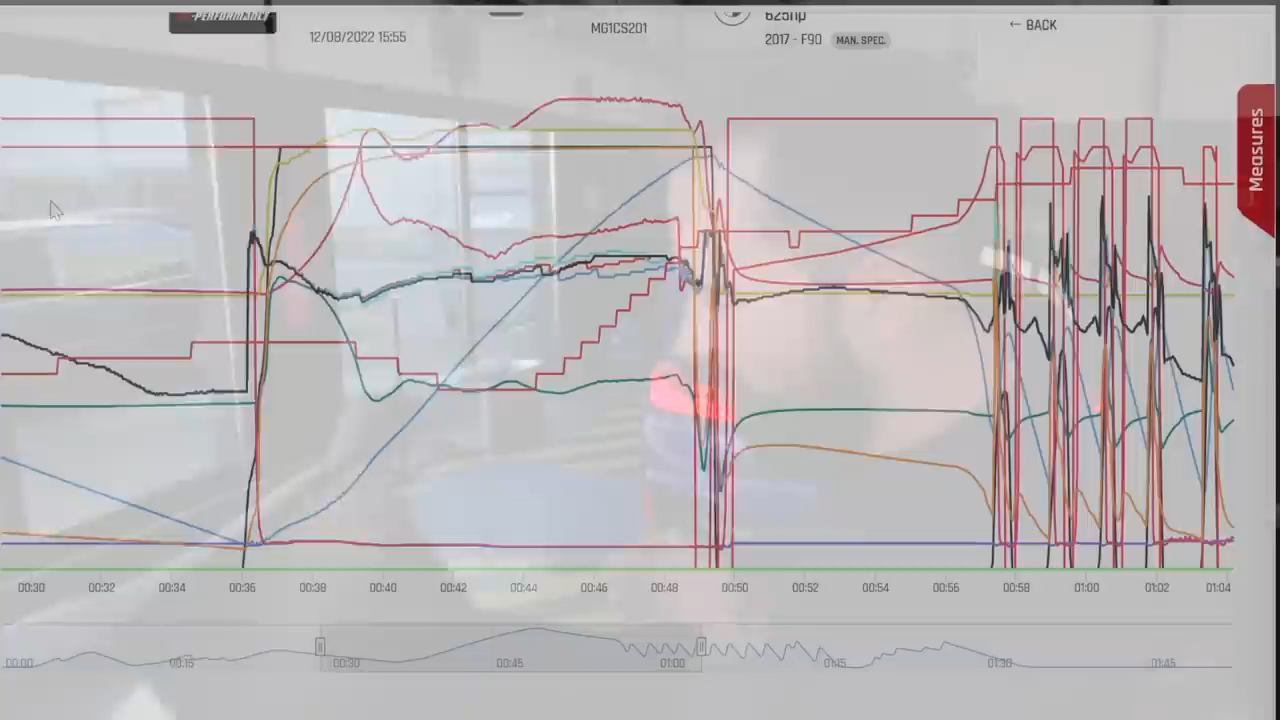 PERFORMANCE
12/08/2022 15:55
MG1CS201
625hp
2017 - F90 MAN. SPEC.
← BACK
Measures
00:30 00:32 00:34 00:36 00:38 00:40 00:42 00:44 00:46 00:48 00:50 00:52 00:54 00:56 00:58 01:00 01:02 01:04
00:00 00:15 00:30 00:45 01:00 01:15 01:30 01:45